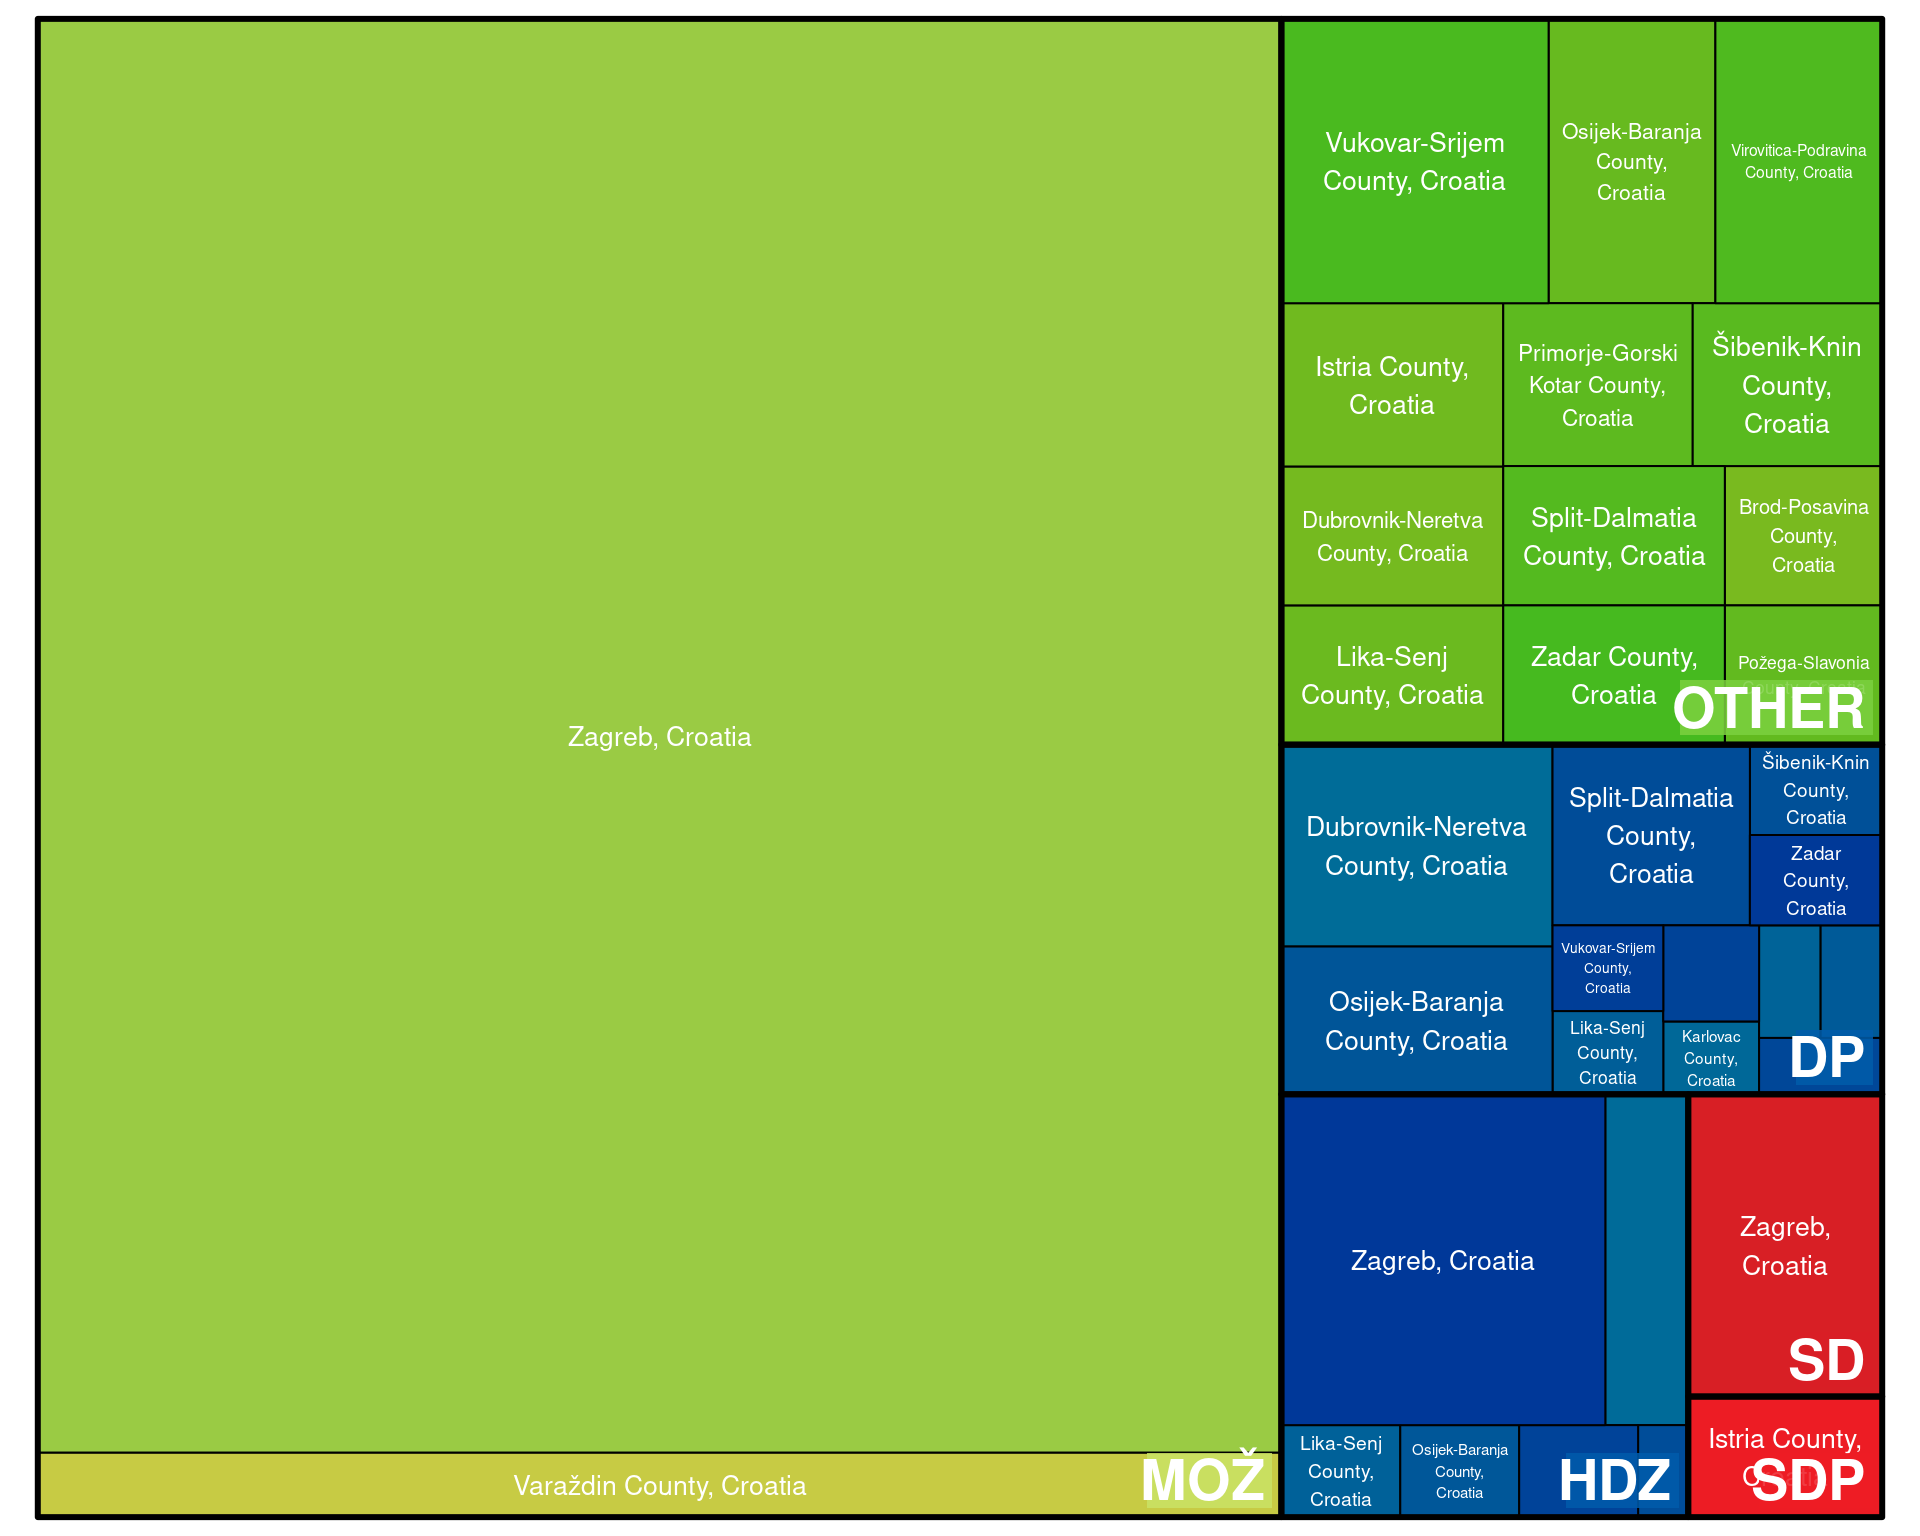 Zagreb, Croatia
Varaždin County, Croatia
MOŽ
Vukovar-Srijem
County, Croatia
Osijek-Baranja
County,
Croatia
Virovitica-Podravina
County, Croatia
Istria County,
Croatia
Primorje-Gorski
Kotar County,
Croatia
Šibenik-Knin
County,
Croatia
Dubrovnik-Neretva
County, Croatia
Split-Dalmatia
County, Croatia
Brod-Posavina
County,
Croatia
Lika-Senj
County, Croatia
Zadar County,
Croatia
Požega-Slavonia
OTHER
Dubrovnik-Neretva
County, Croatia
Osijek-Baranja
County, Croatia
Split-Dalmatia
County,
Croatia
Šibenik-Knin
County,
Croatia
Zadar
County,
Croatia
Vukovar-Srijem
County,
Croatia
Lika-Senj
County,
Croatia
Karlovac
County,
Croatia
DP
Zagreb, Croatia
Lika-Senj
County,
Croatia
Osijek-Baranja
County,
Croatia
HDZ
Zagreb,
Croatia
SD
Istria County,
SDP